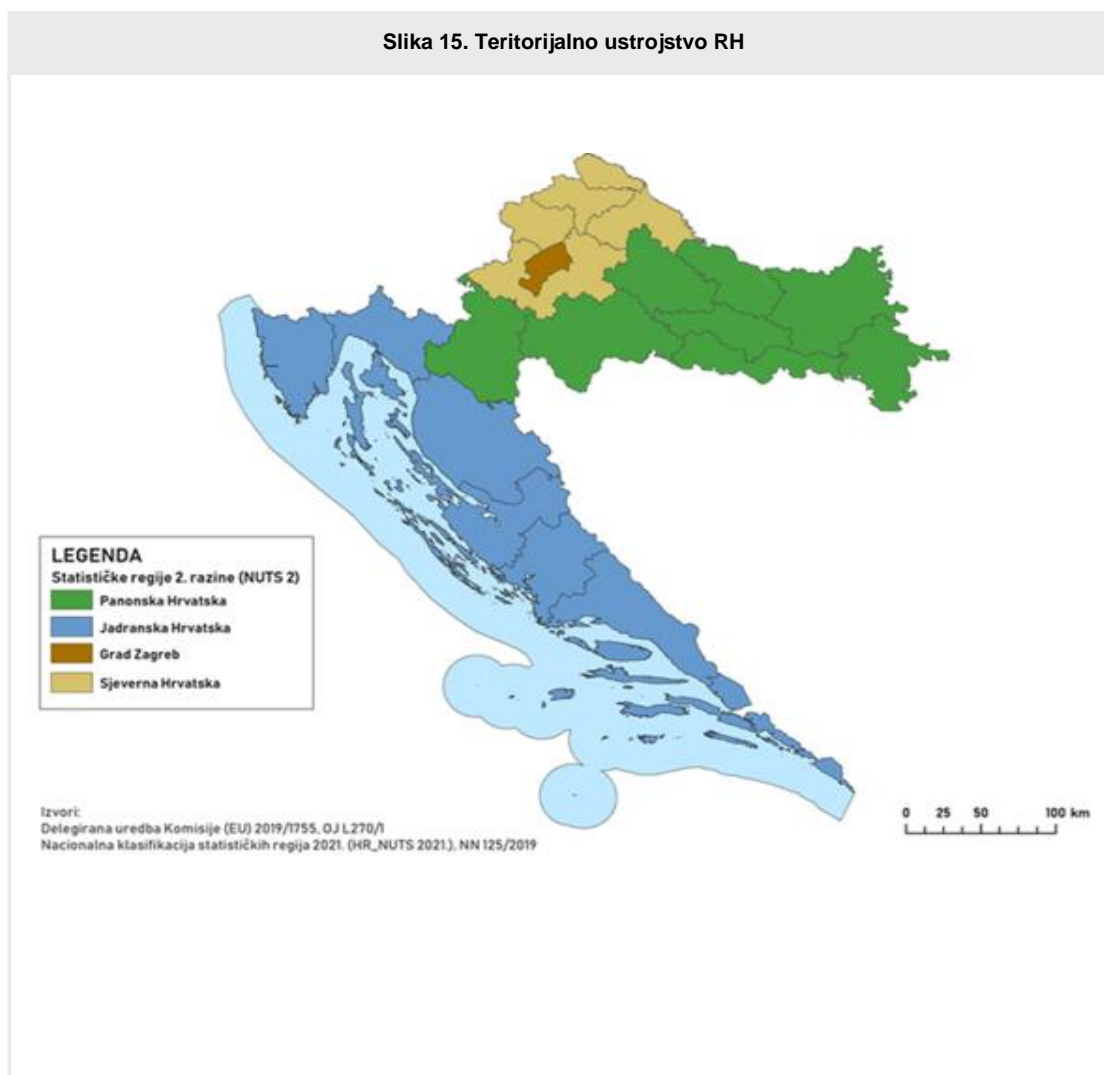 Slika 15. Teritorijalno ustrojstvo RH
LEGENDA
Statističke regije 2. razine (NUTS 2)
Panonska Hrvatska
Jadranska Hrvatska
Grad Zagreb
Sjeverna Hrvatska
Izvori:
Delegirana uredba Komisije (EU) 2019/1755, OJ L270/1
Nacionalna klasifikacija statističkih regija 2021. (HR_NUTS 2021.), NN 125/2019
0 25 50 100 km